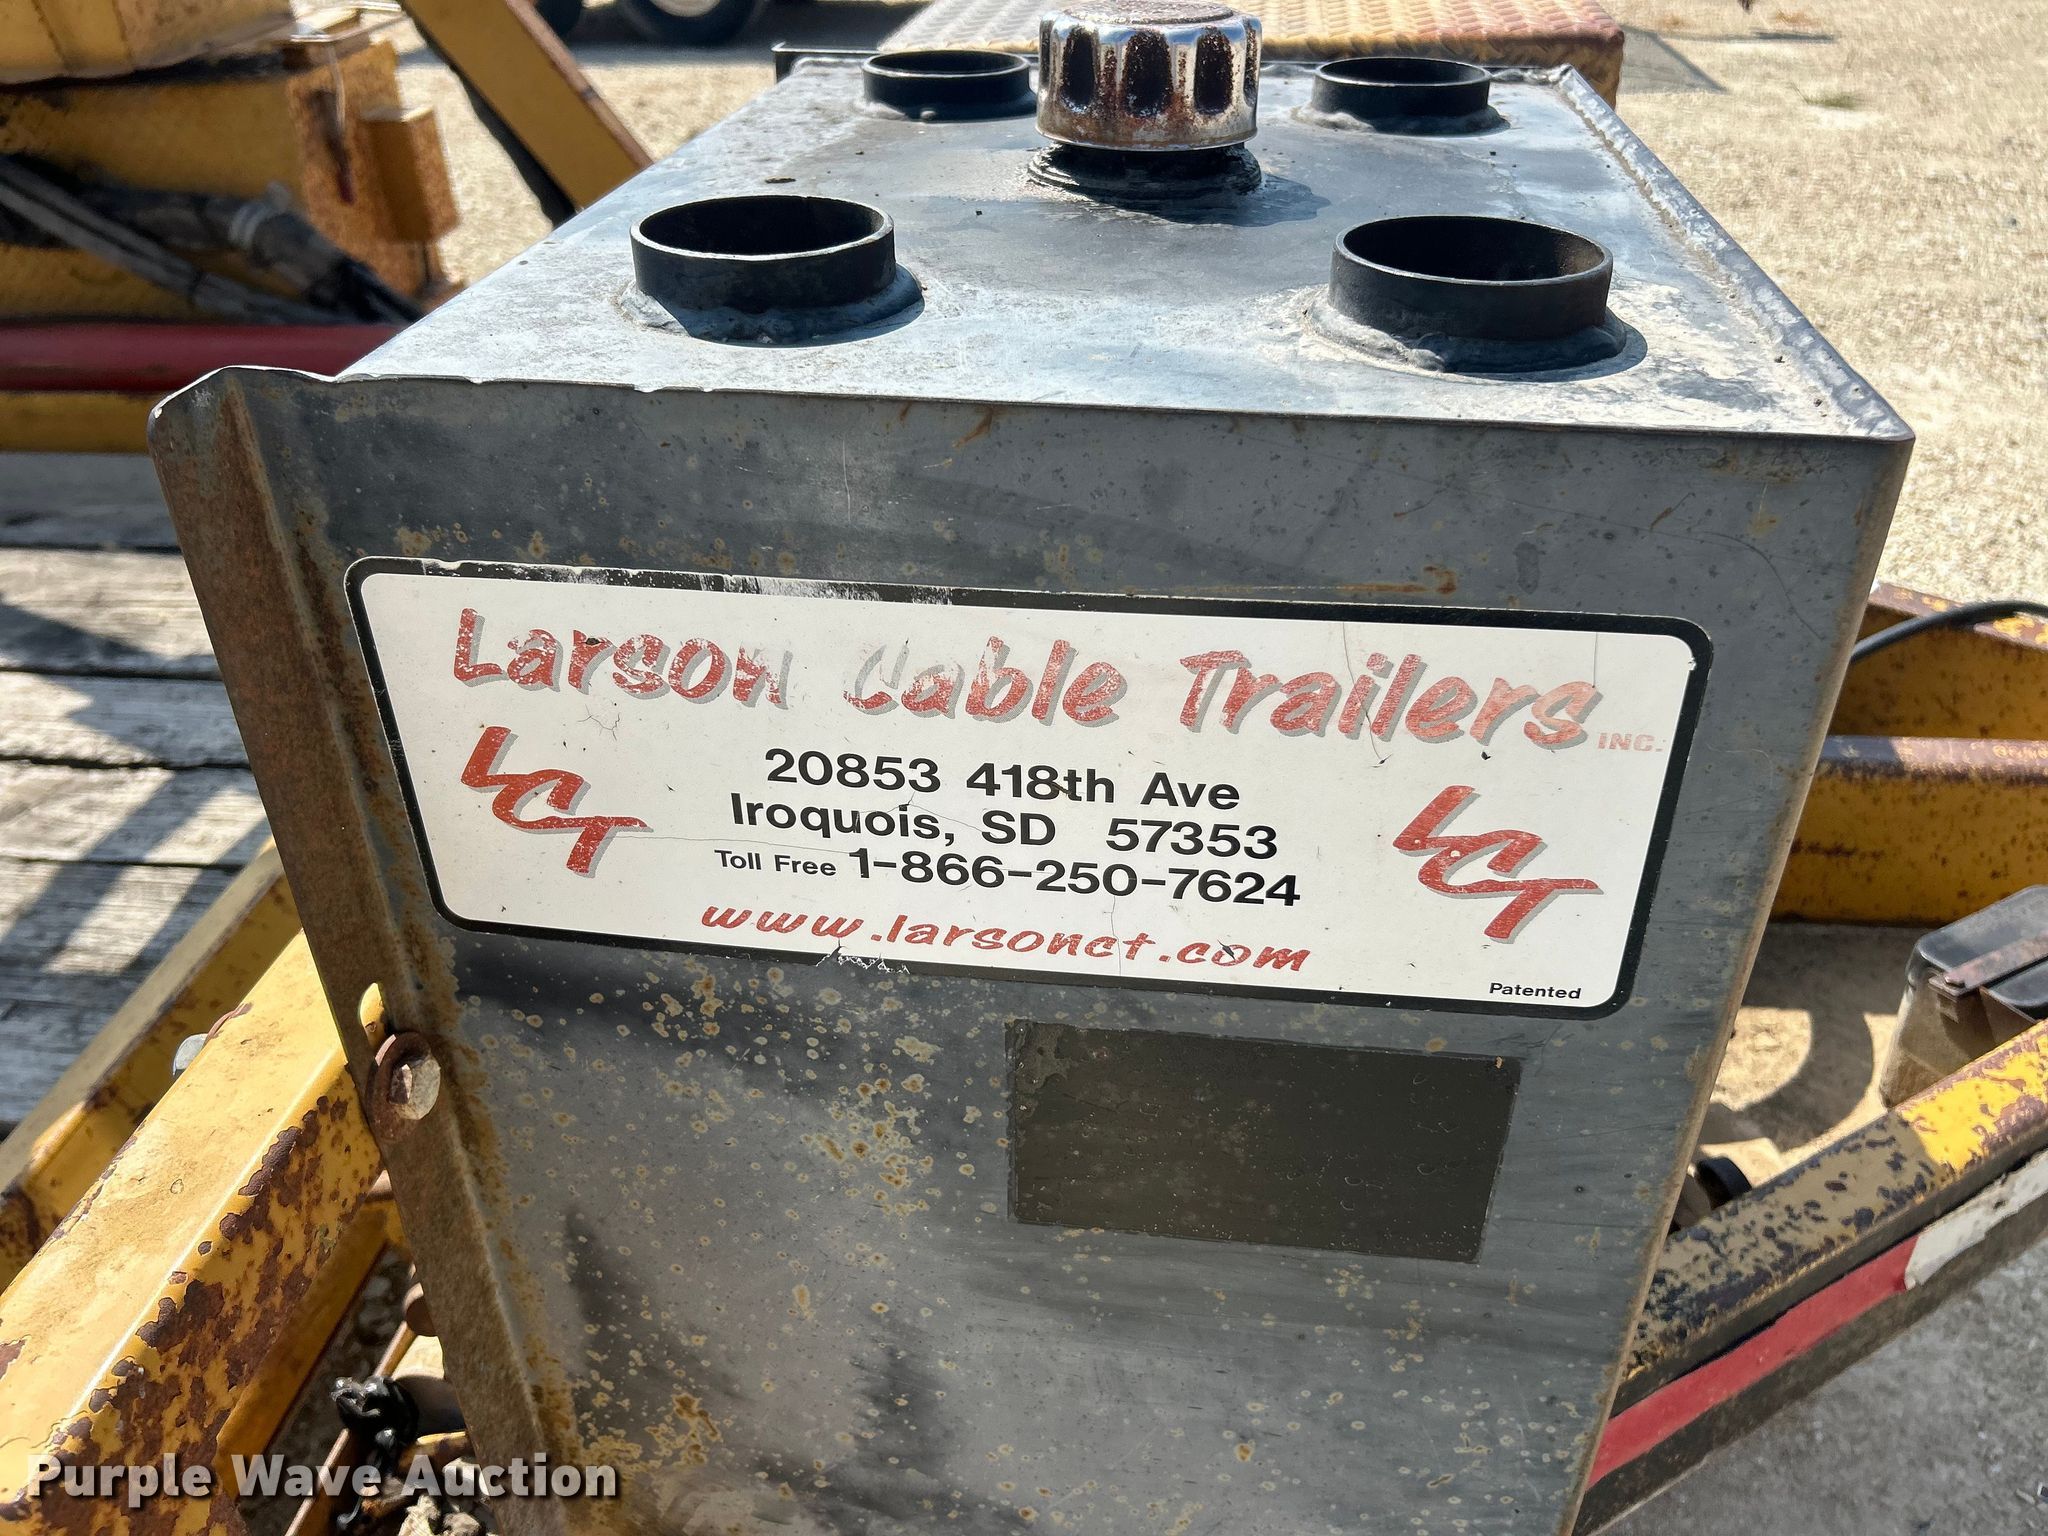 Larson Cable Trailers INC.
LCT
20853 418th Ave
Iroquois, SD 57353
Toll Free 1-866-250-7624
LCT
www.larsonct.com
Patented
Purple Wave Auction